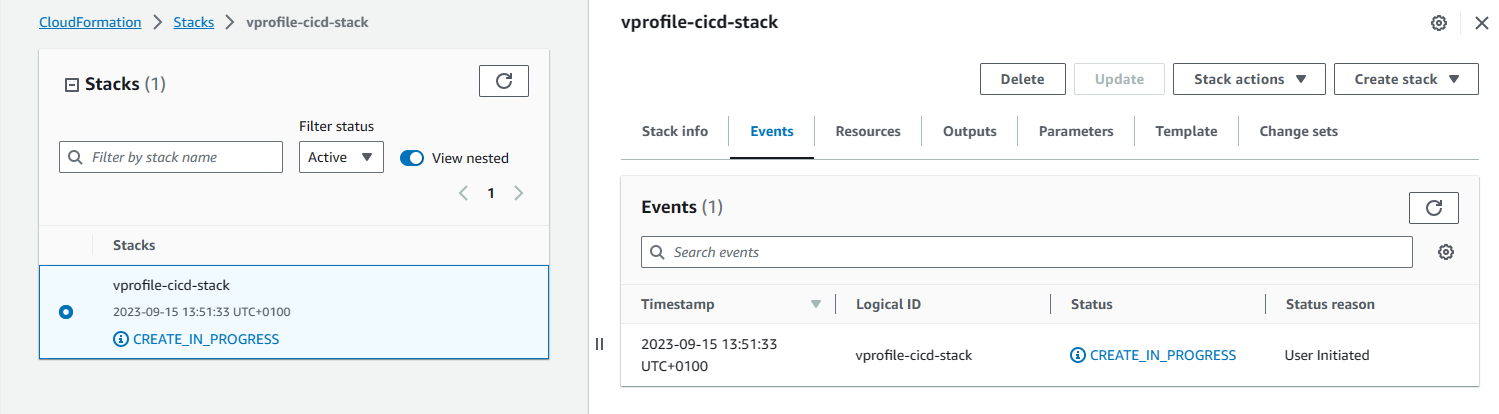 CloudFormation > Stacks > vprofile-cicd-stack
Stacks (1)
Filter status
Filter by stack name
Active
View nested
1
Stacks
vprofile-cicd-stack
2023-09-15 13:51:33 UTC+0100
CREATE_IN_PROGRESS
vprofile-cicd-stack
Delete
Update
Stack actions
Create stack
Stack info
Events
Resources
Outputs
Parameters
Template
Change sets
Events (1)
Search events
Timestamp
Logical ID
Status
Status reason
2023-09-15 13:51:33
UTC+0100
vprofile-cicd-stack
CREATE_IN_PROGRESS
User Initiated